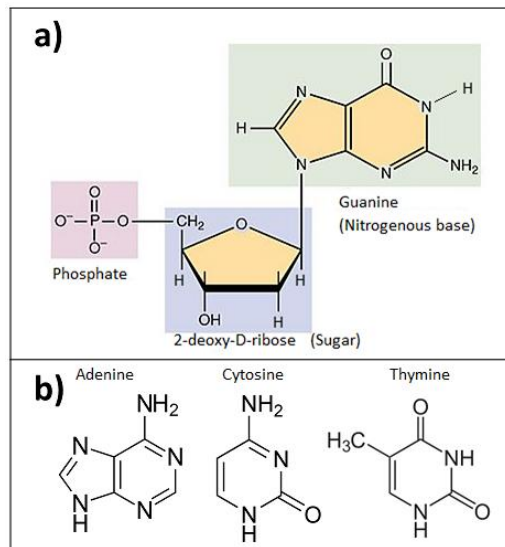 a)
O
N
N
H
H
N
N
NH₂
Guanine
(Nitrogenous base)
O
O⁻
P
O
CH₂
O
O⁻
Phosphate
H
H
OH
H
2-deoxy-D-ribose (Sugar)
b)
Adenine
Cytosine
Thymine
NH₂
N
N
N
H
N
NH₂
N
N
H
O
O
H₃C
NH
N
H
O